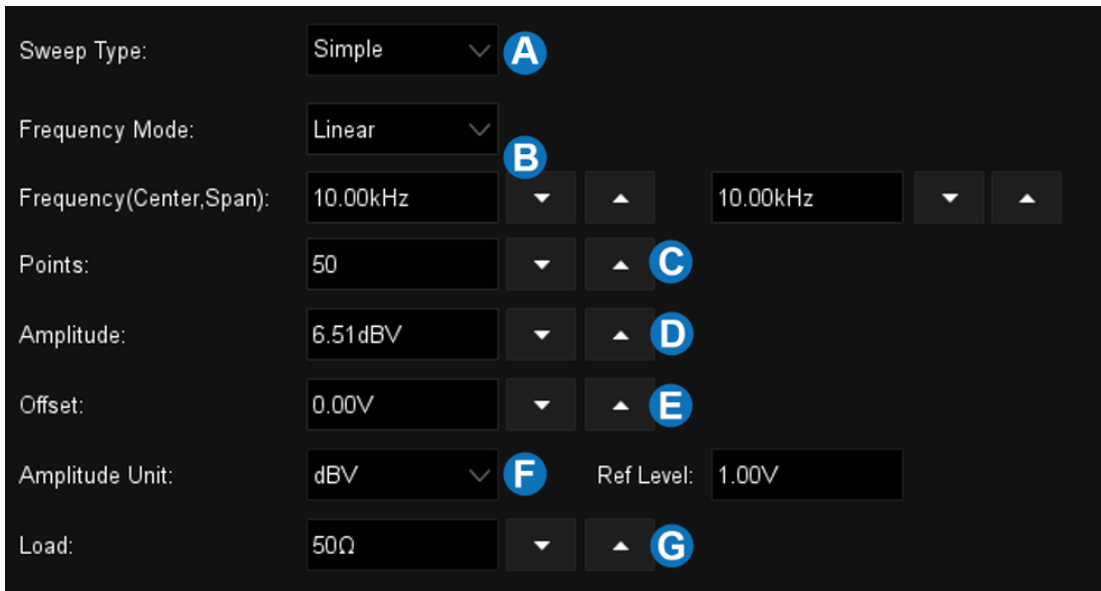 Sweep Type: Simple A
Frequency Mode: Linear
B
Frequency(Center,Span): 10.00kHz 10.00kHz
Points: 50 C
Amplitude: 6.51dBV D
Offset: 0.00V E
Amplitude Unit: dBV F Ref Level: 1.00V
Load: 50Ω G